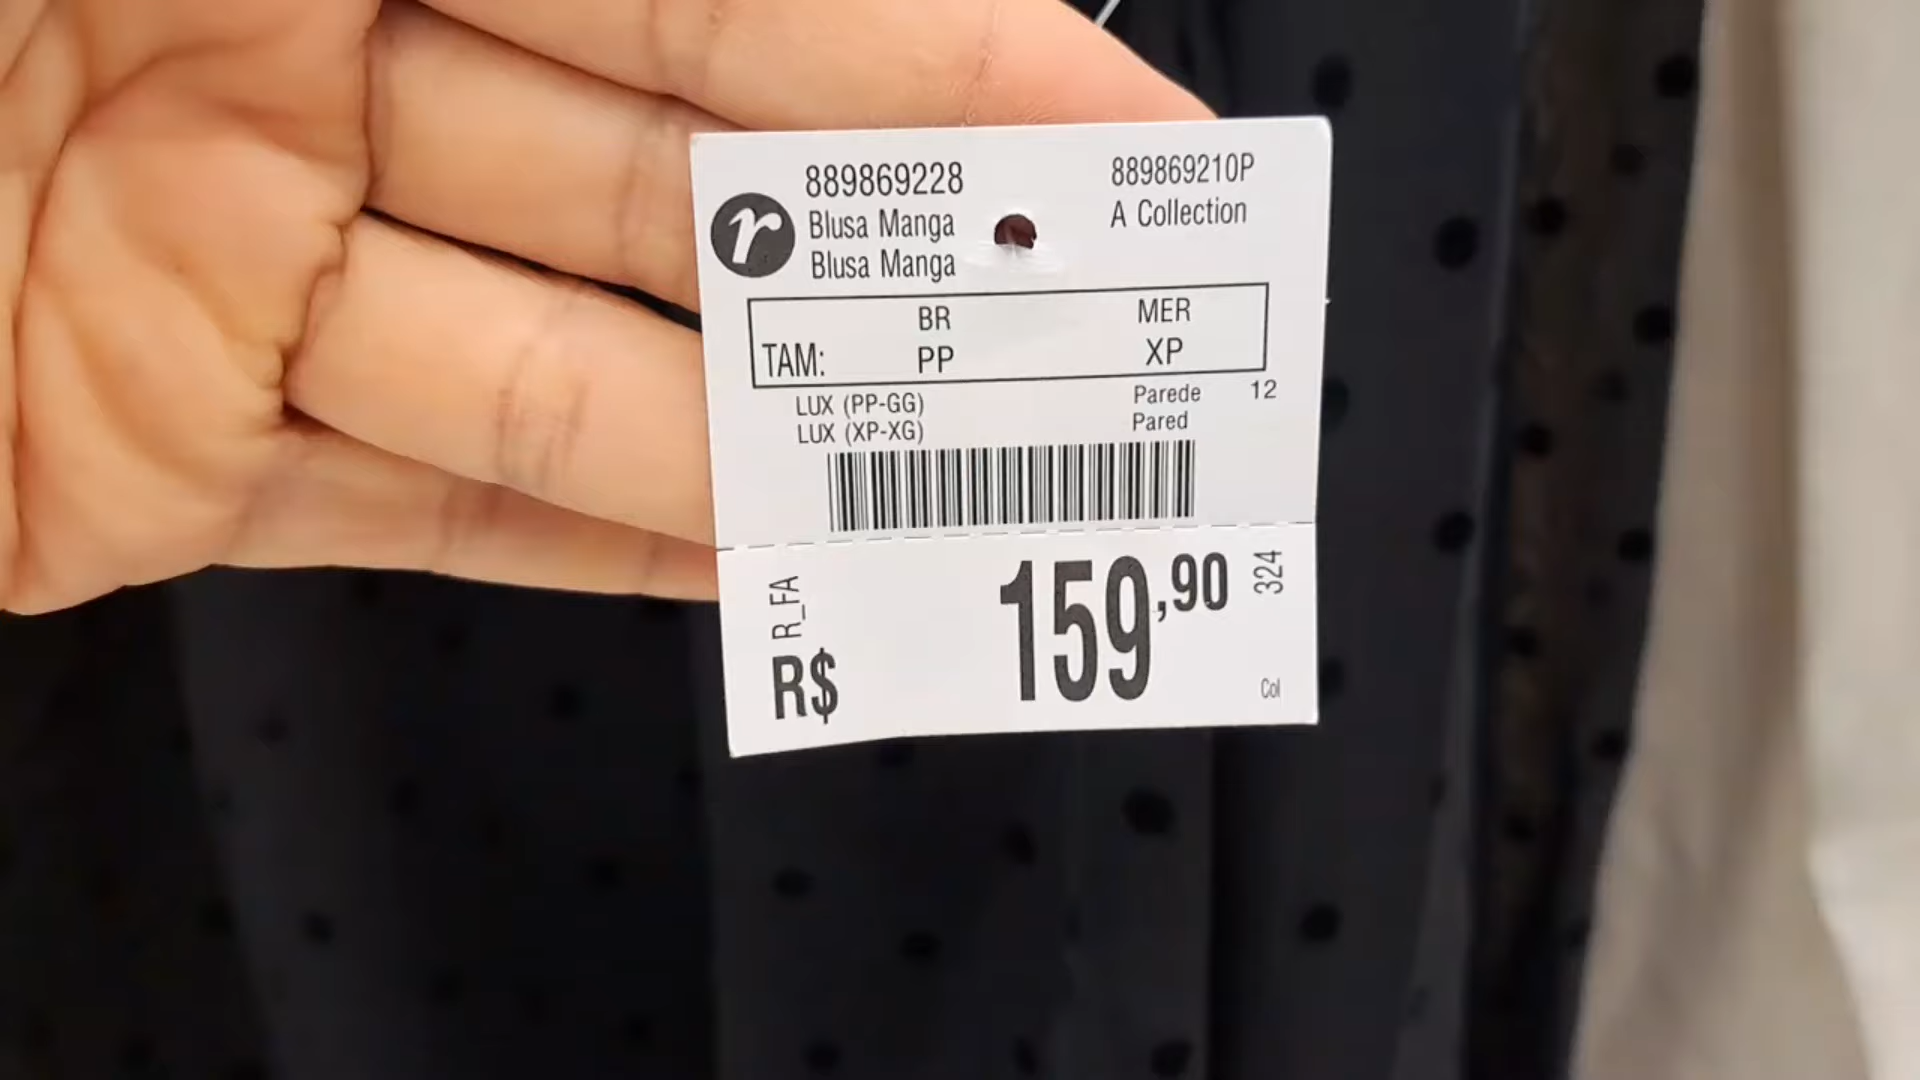 889869228
Blusa Manga
Blusa Manga
889869210P
A Collection
r
BR MER
TAM: PP XP
LUX (PP-GG)
LUX (XP-XG)
Parede 12
Pared
R_FA
R$ 159,90
324
Col